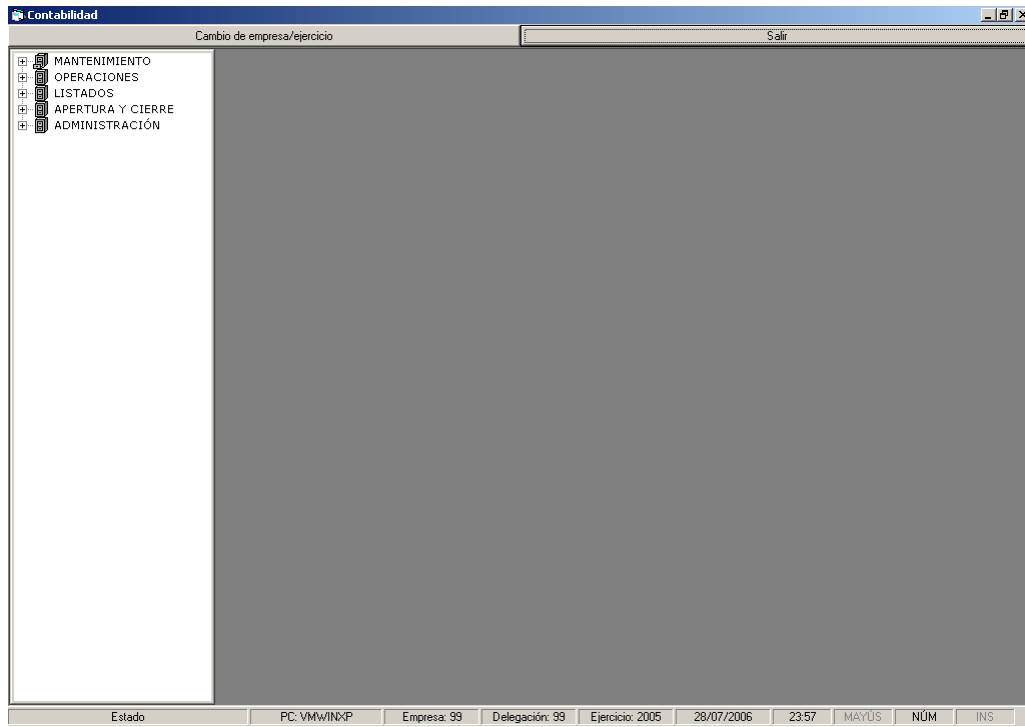 Contabilidad
Cambio de empresa/ejercicio Salir
MANTENIMIENTO
OPERACIONES
LISTADOS
APERTURA Y CIERRE
ADMINISTRACIÓN
Estado PC: VMWINXP Empresa: 99 Delegación: 99 Ejercicio: 2005 28/07/2006 23:57 MAYÚS NÚM INS